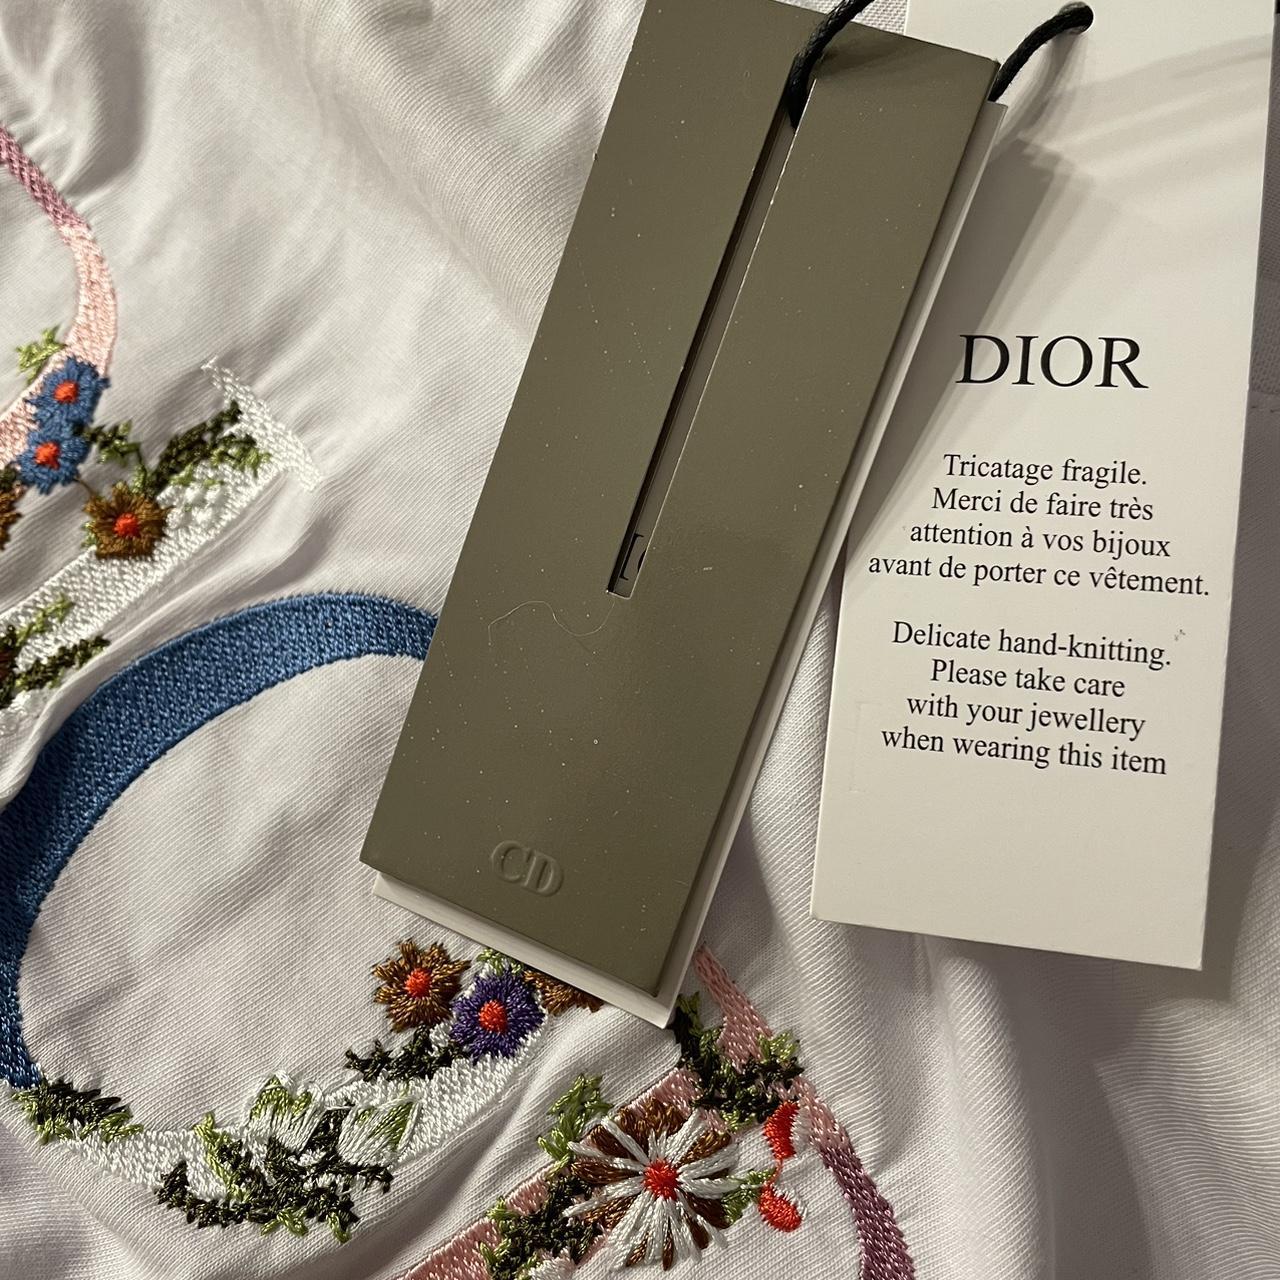 DIOR
Tricatage fragile.
Merci de faire très
attention à vos bijoux
avant de porter ce vêtement.
Delicate hand-knitting.
Please take care
with your jewellery
when wearing this item
CD